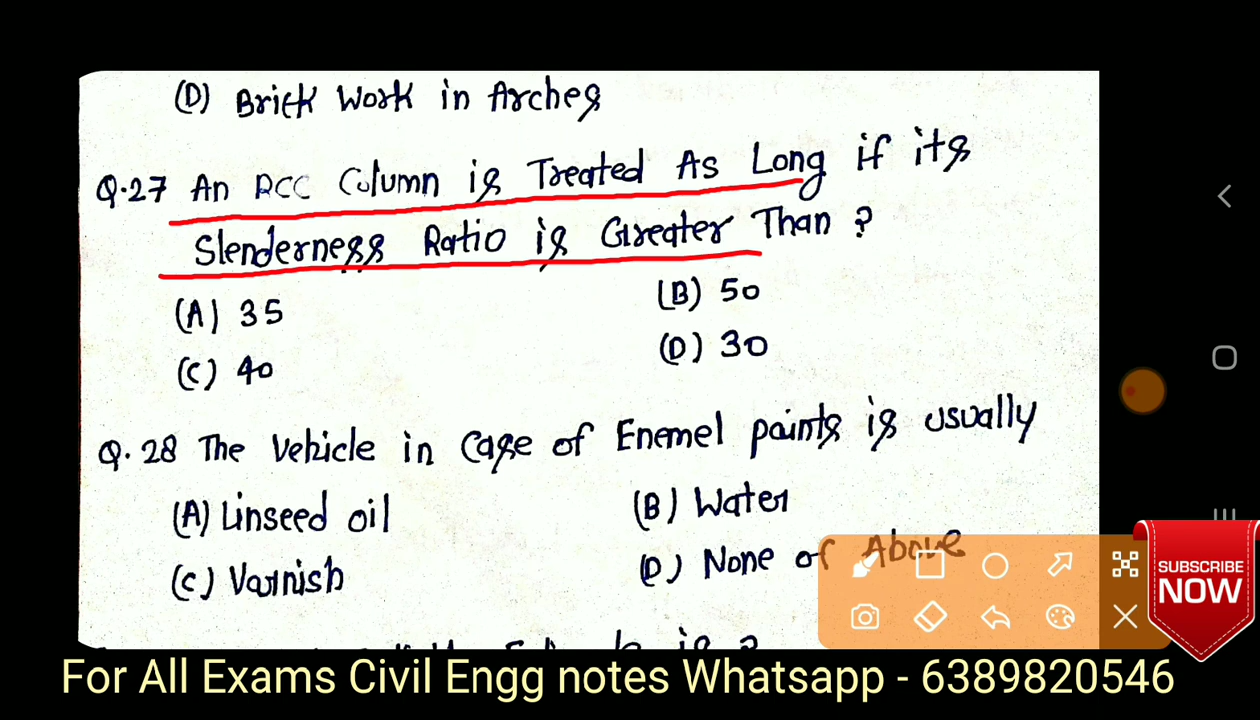 (D) Brick Work in Arches
Q.27 An RCC Column is Treated As Long if its
Slenderness Ratio is Greater Than ?
(A) 35
(B) 50
(C) 40
(D) 30
Q. 28 The Vehicle in Case of Enemel paints is usually
(A) Linseed oil
(B) Water
(C) Varnish
(D) None of Above
SUBSCRIBE
NOW
For All Exams Civil Engg notes Whatsapp - 6389820546